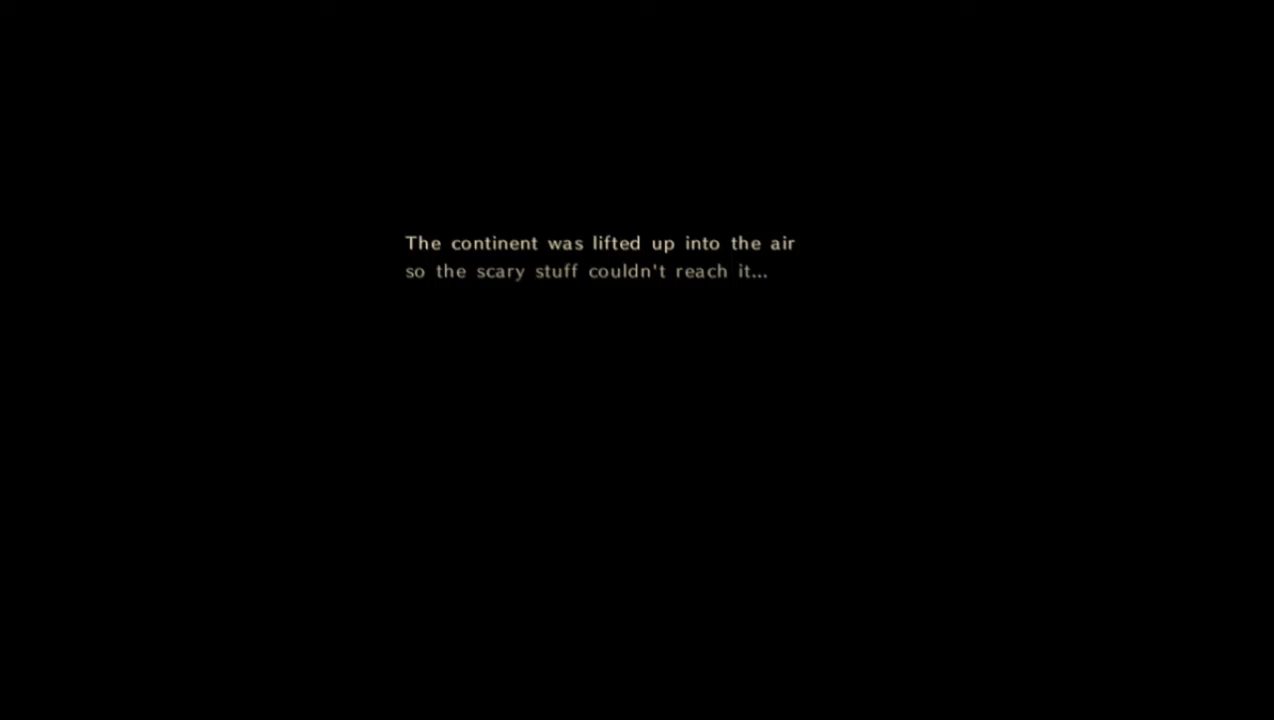 The continent was lifted up into the air
so the scary stuff couldn't reach it...